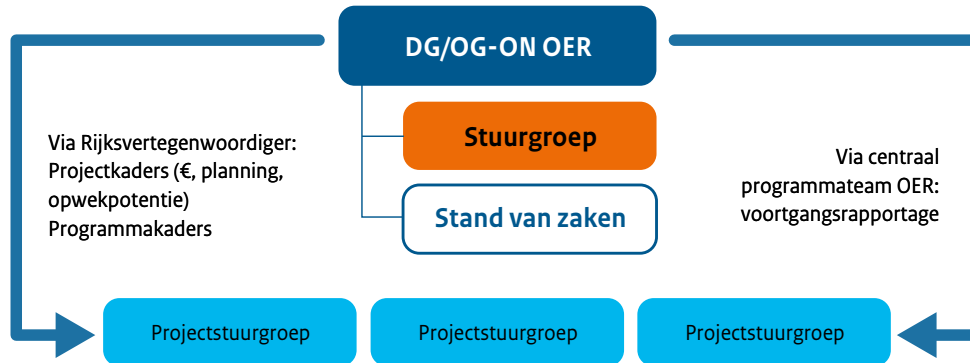 DG/OG-ON OER
Stuurgroep
Stand van zaken
Via Rijksvertegenwoordiger:
Projectkaders (€, planning,
opwekpotentie)
Programmakaders
Via centraal
programmateam OER:
voortgangsrapportage
Projectstuurgroep
Projectstuurgroep
Projectstuurgroep